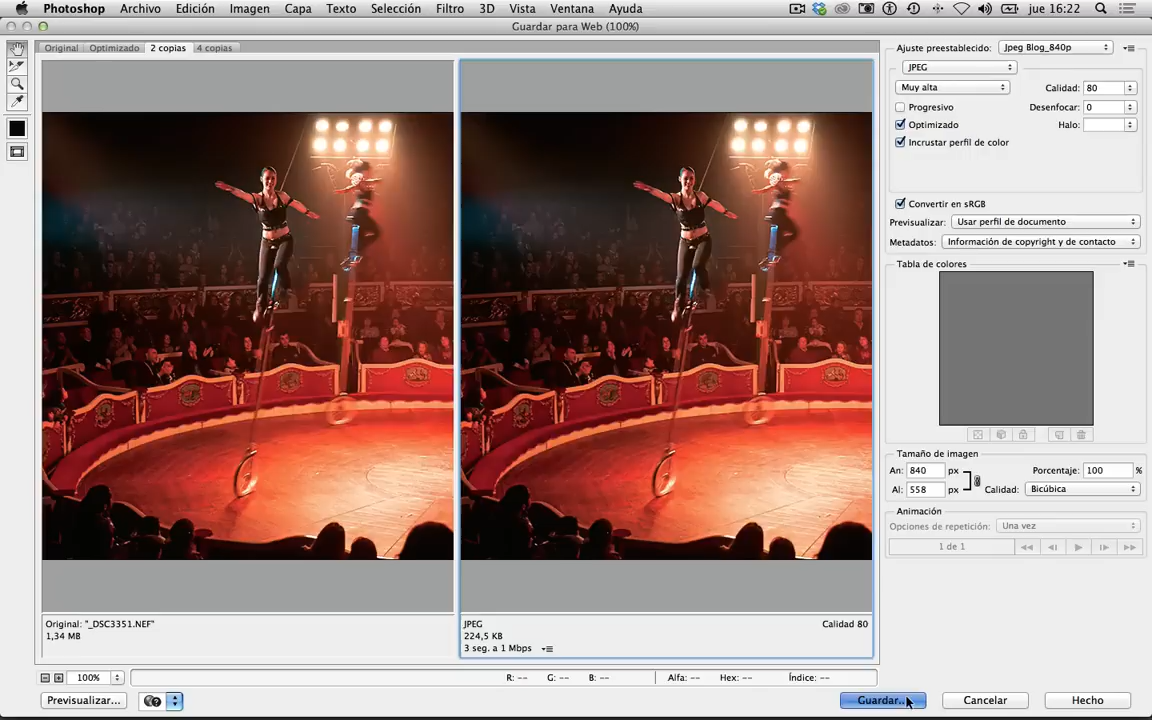 Photoshop Archivo Edición Imagen Capa Texto Selección Filtro 3D Vista Ventana Ayuda jue 16:22
Guardar para Web (100%)
Original Optimizado 2 copias 4 copias
Ajuste preestablecido: Jpeg Blog_840p
JPEG
Muy alta Calidad: 80
Progresivo Desenfocar: 0
Optimizado Halo:
Incrustar perfil de color
Convertir en sRGB
Previsualizar: Usar perfil de documento
Metadatos: Información de copyright y de contacto
Tabla de colores
Tamaño de imagen
An: 840 px Porcentaje: 100 %
Al: 558 px Calidad: Bicúbica
Animación
Opciones de repetición: Una vez
1 de 1
Original: "_DSC3351.NEF"
1,34 MB
JPEG Calidad 80
224,5 KB
3 seg. a 1 Mbps
100% R: -- G: -- B: -- Alfa: -- Hex: -- Índice: --
Previsualizar... Guardar... Cancelar Hecho